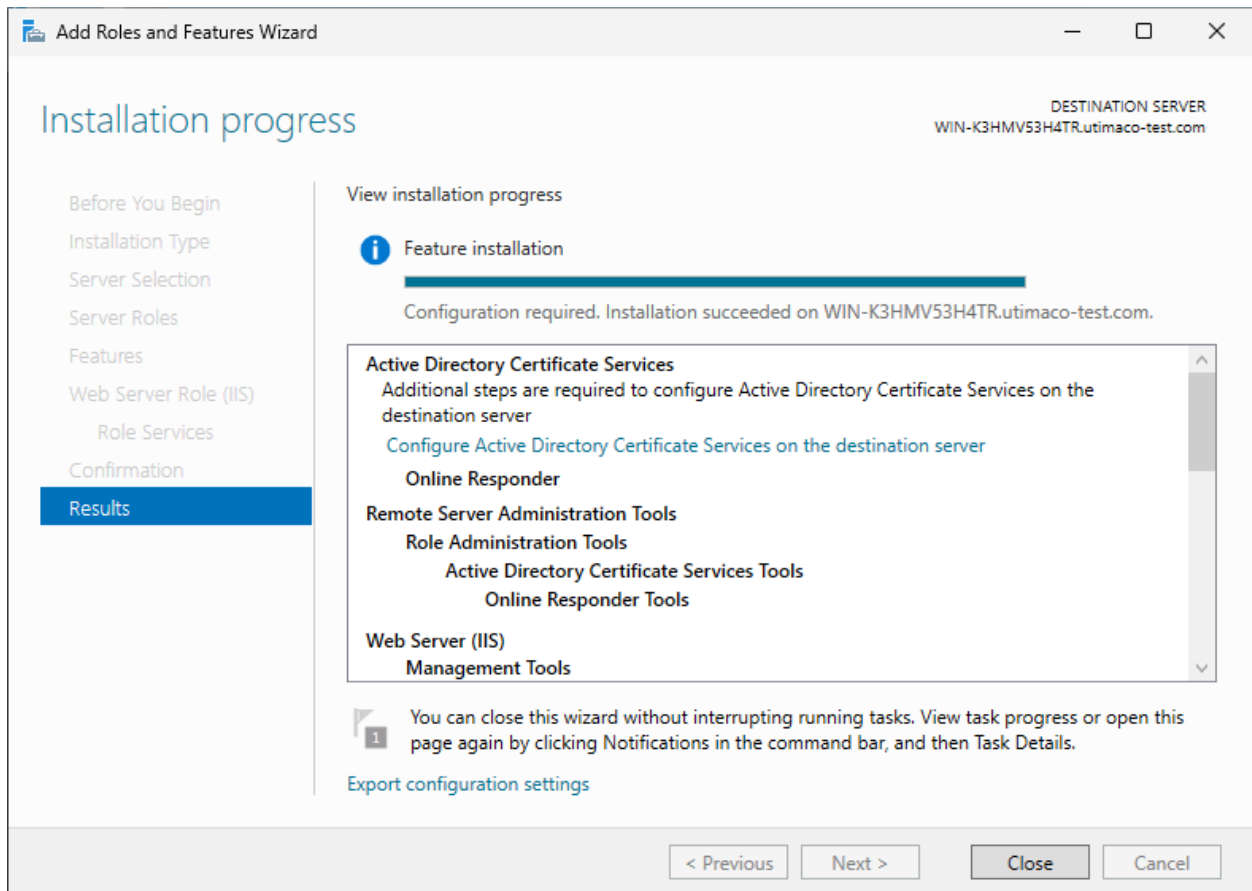 Add Roles and Features Wizard
Installation progress
DESTINATION SERVER
WIN-K3HMV53H4TR.utimaco-test.com
Before You Begin
Installation Type
Server Selection
Server Roles
Features
Web Server Role (IIS)
Role Services
Confirmation
Results
View installation progress
Feature installation
Configuration required. Installation succeeded on WIN-K3HMV53H4TR.utimaco-test.com.
Active Directory Certificate Services
Additional steps are required to configure Active Directory Certificate Services on the
destination server
Configure Active Directory Certificate Services on the destination server
Online Responder
Remote Server Administration Tools
Role Administration Tools
Active Directory Certificate Services Tools
Online Responder Tools
Web Server (IIS)
Management Tools
1
You can close this wizard without interrupting running tasks. View task progress or open this
page again by clicking Notifications in the command bar, and then Task Details.
Export configuration settings
< Previous
Next >
Close
Cancel